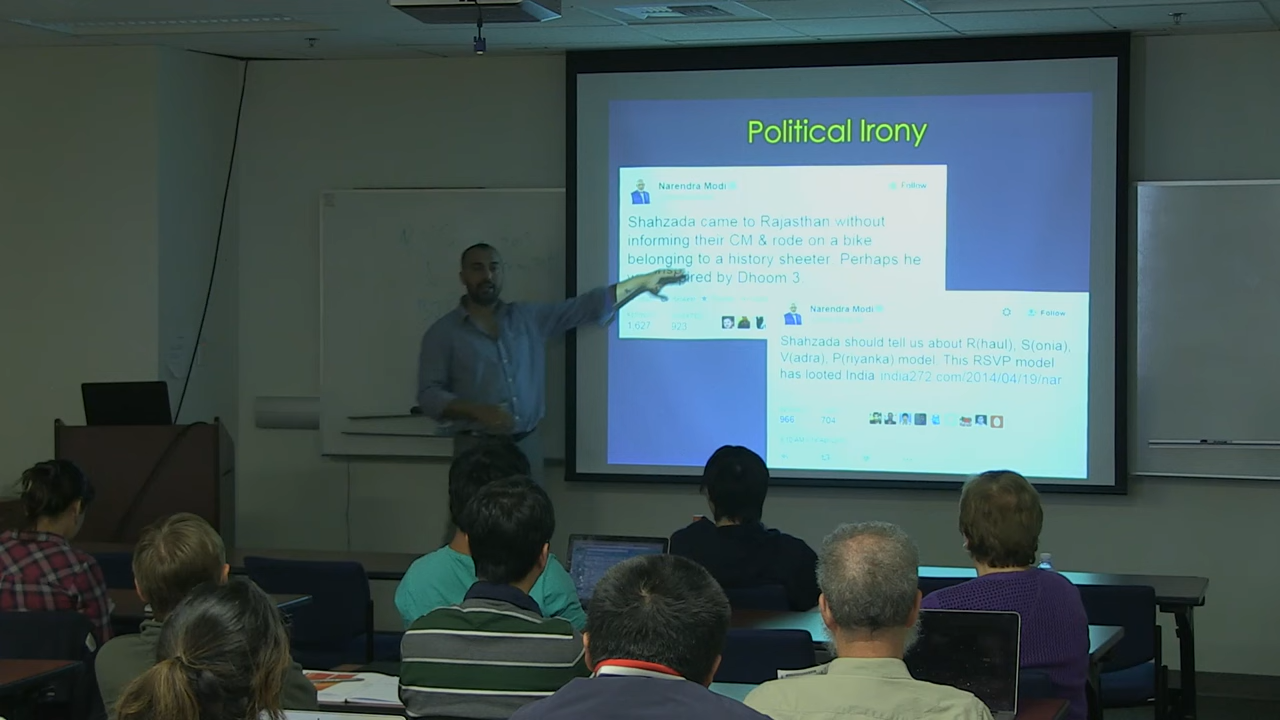 Political Irony
Narendra Modi
Follow
Shahzada came to Rajasthan without
informing their CM & rode on a bike
belonging to a history sheeter. Perhaps he
red by Dhoom 3
1,627 923
Narendra Modi
Follow
Shahzada should tell us about R(haul), S(onia),
V(adra), P(riyanka) model. This RSVP model
has looted India india272.com/2014/04/19/nar
966 704